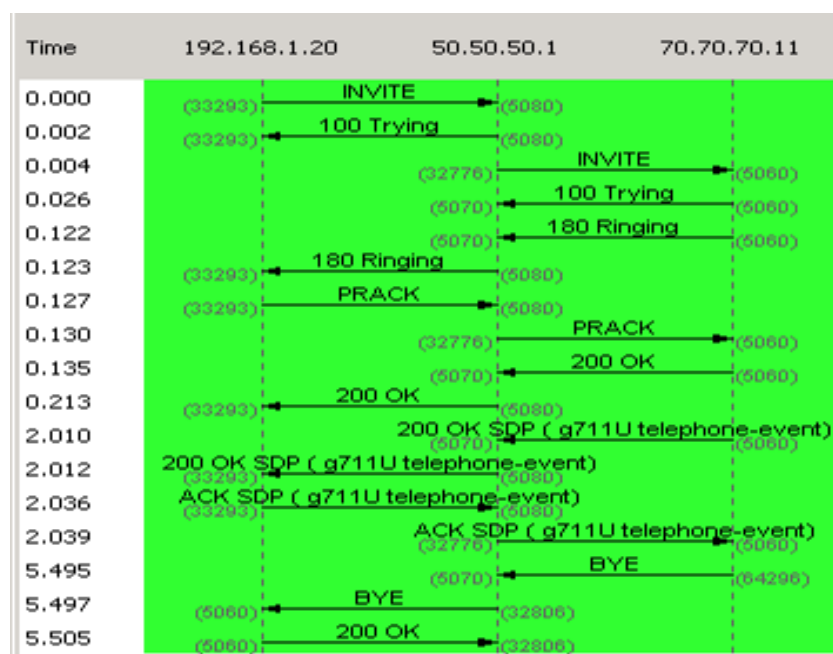 Time 192.168.1.20 50.50.50.1 70.70.70.11
0.000 (33293) INVITE (5080)
0.002 (33293) 100 Trying (5080)
0.004 (32776) INVITE (5060)
0.026 (5070) 100 Trying (5060)
0.122 (5070) 180 Ringing (5060)
0.123 (33293) 180 Ringing (5080)
0.127 (33293) PRACK (5080)
0.130 (32776) PRACK (5060)
0.135 (5070) 200 OK (5060)
0.213 (33293) 200 OK (5080)
2.010 (5070) 200 OK SDP ( g711U telephone-event) (5060)
2.012 (33293) 200 OK SDP ( g711U telephone-event) (5080)
2.036 (33293) ACK SDP ( g711U telephone-event) (5080)
2.039 (32776) ACK SDP ( g711U telephone-event) (5060)
5.495 (5070) BYE (64296)
5.497 (5060) BYE (32806)
5.505 (5060) 200 OK (32806)